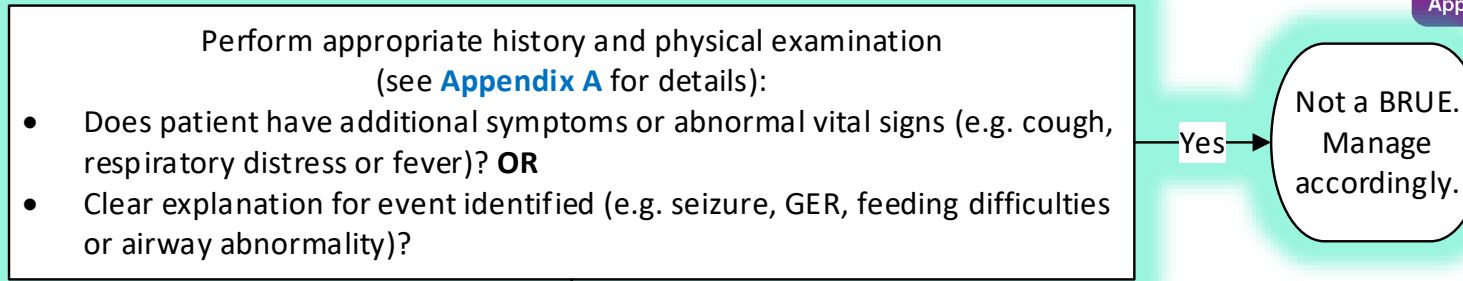 App
Perform appropriate history and physical examination
(see Appendix A for details):
• Does patient have additional symptoms or abnormal vital signs (e.g. cough,
respiratory distress or fever)? OR
• Clear explanation for event identified (e.g. seizure, GER, feeding difficulties
or airway abnormality)?
Yes
Not a BRUE.
Manage
accordingly.